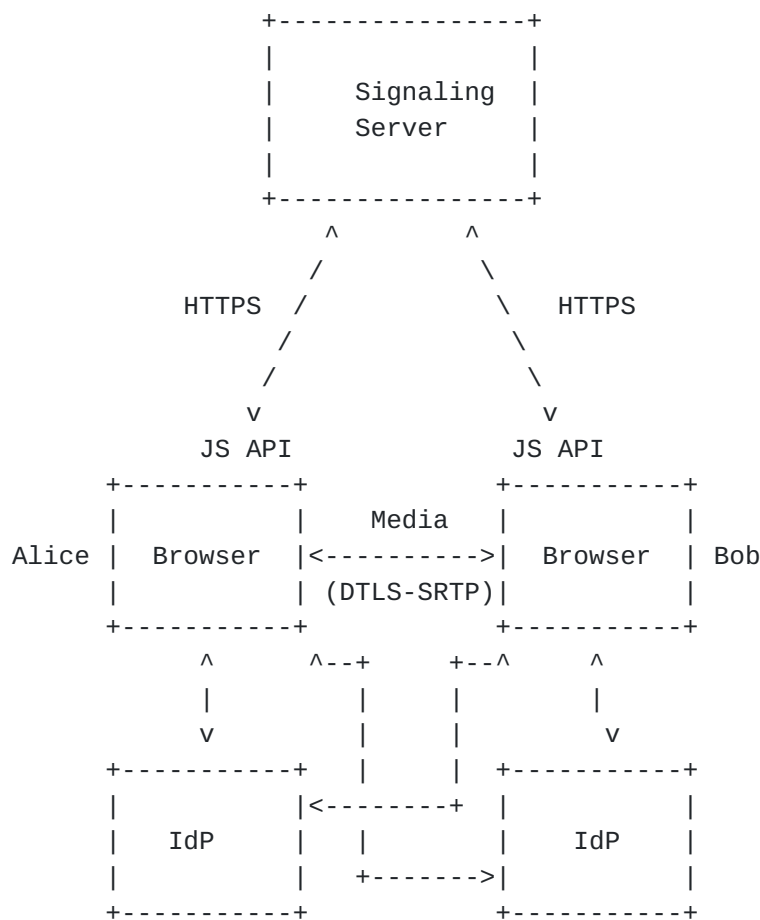 Signaling
Server
HTTPS HTTPS
JS API JS API
Media
Alice Browser Browser Bob
(DTLS-SRTP)
IdP IdP